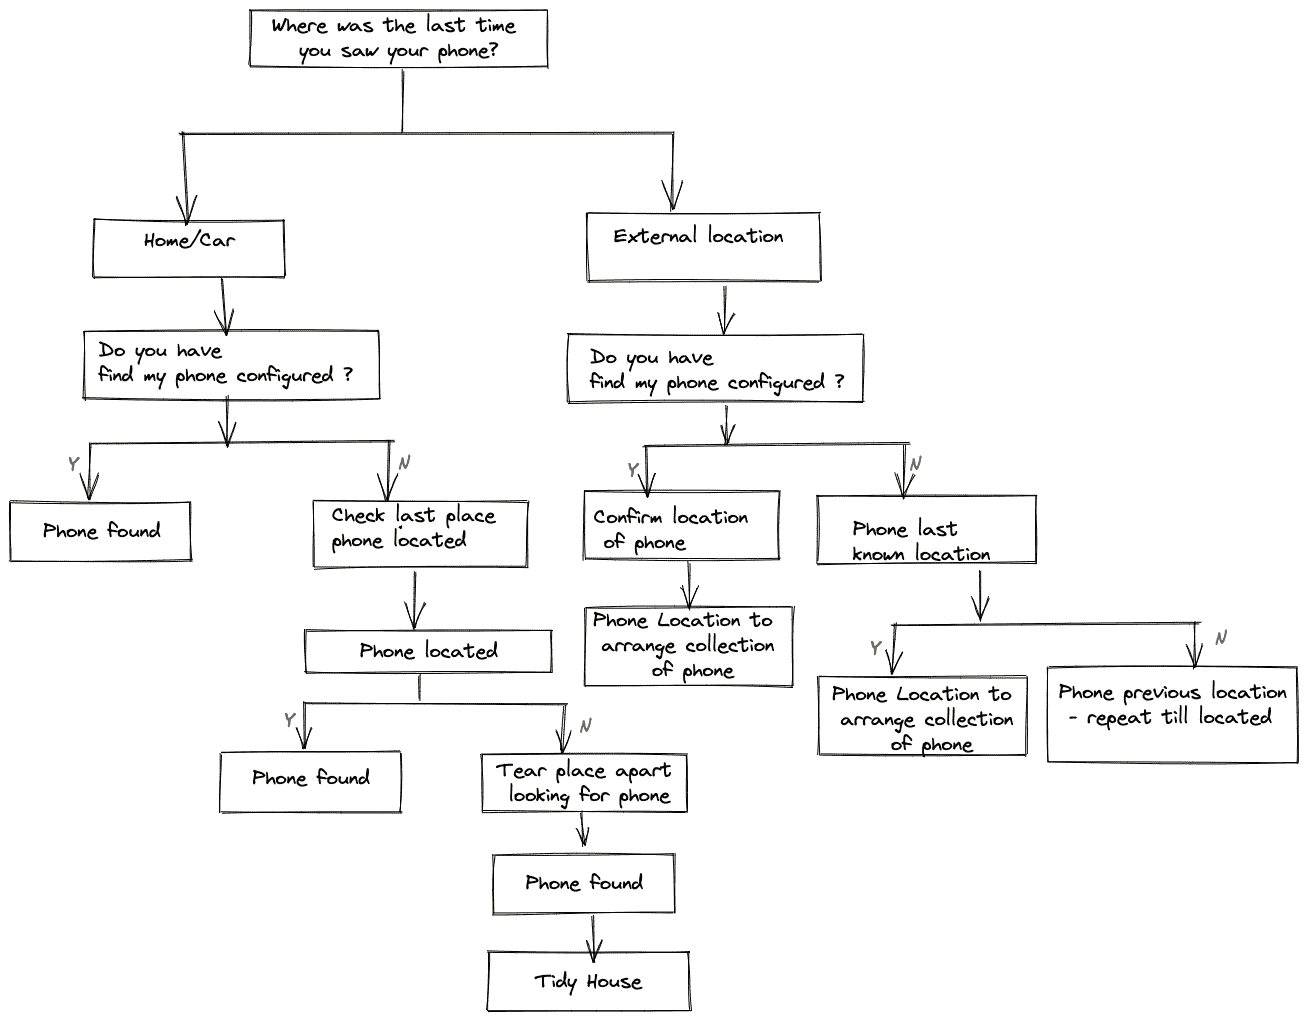 Where was the last time
you saw your phone?
Home/Car
External location
Do you have
find my phone configured ?
Do you have
find my phone configured ?
Y
N
Y
N
Phone found
Check last place
phone located
Confirm location
of phone
Phone last
known location
Phone located
Phone Location to
arrange collection
of phone
Y
N
Phone Location to
arrange collection
of phone
Phone previous location
- repeat till located
Y
N
Phone found
Tear place apart
looking for phone
Phone found
Tidy House